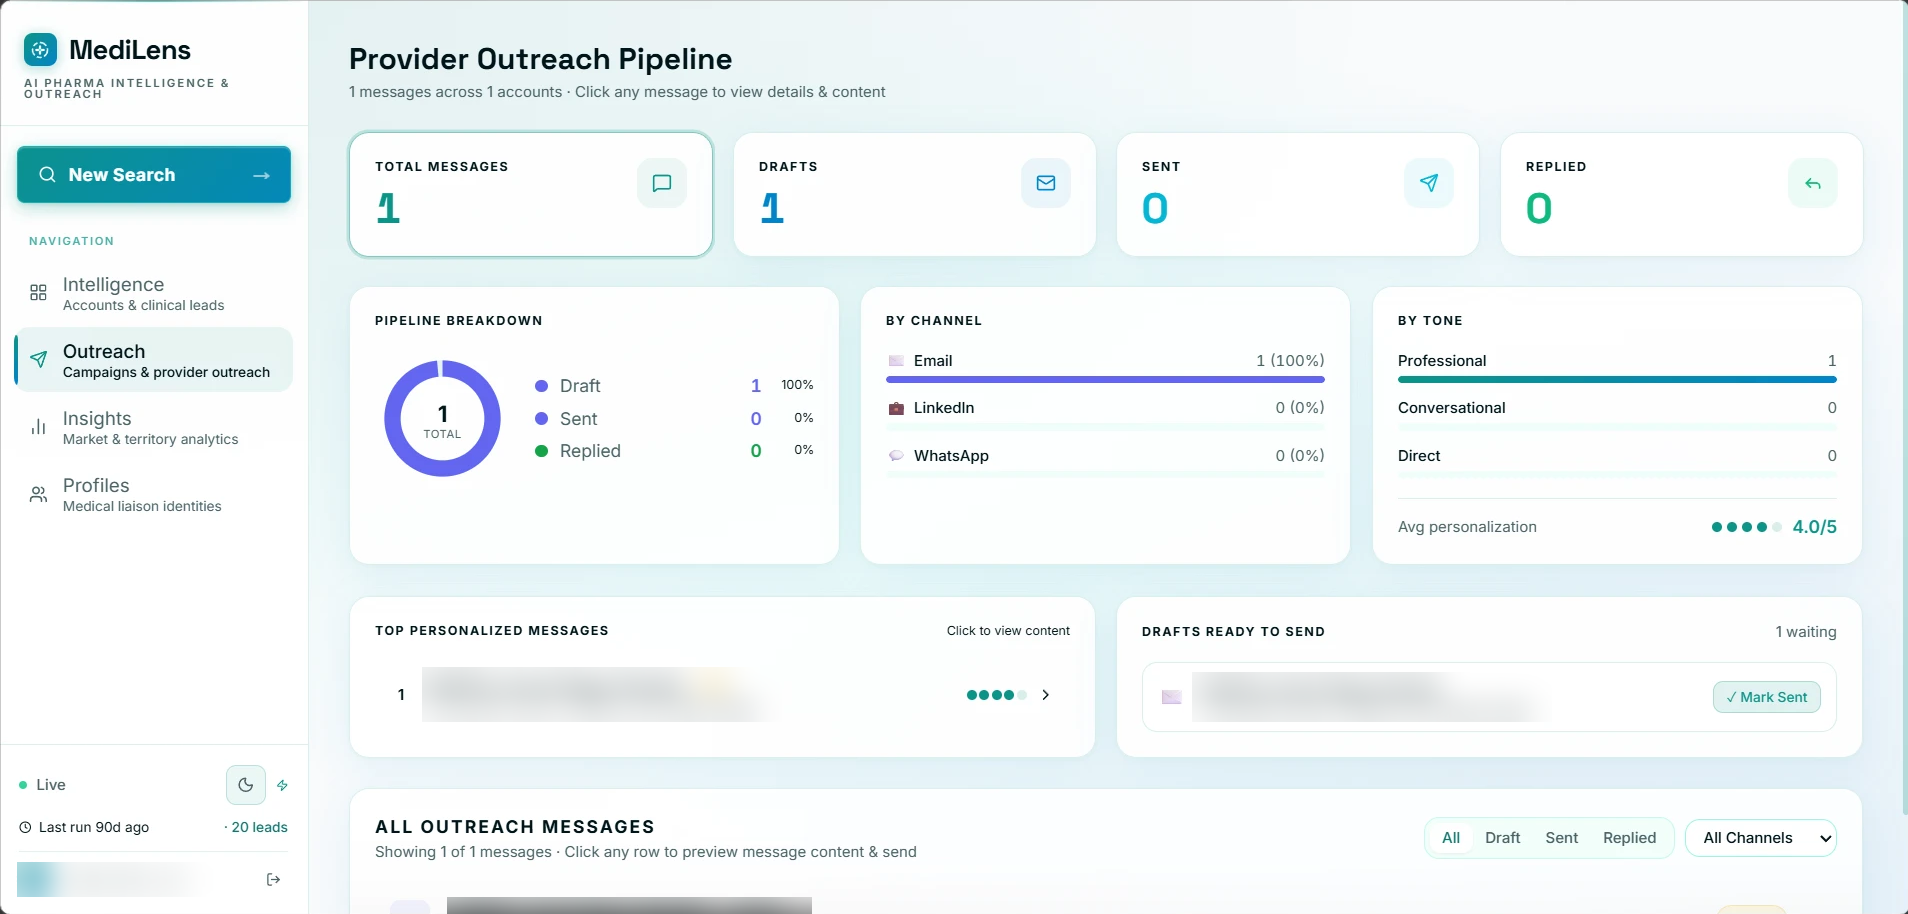 MediLens
AI PHARMA INTELLIGENCE &
OUTREACH
New Search →
NAVIGATION
Intelligence
Accounts & clinical leads
Outreach
Campaigns & provider outreach
Insights
Market & territory analytics
Profiles
Medical liaison identities
Live
Last run 90d ago · 20 leads
Provider Outreach Pipeline
1 messages across 1 accounts · Click any message to view details & content
TOTAL MESSAGES
1
DRAFTS
1
SENT
0
REPLIED
0
PIPELINE BREAKDOWN
1
TOTAL
Draft 1 100%
Sent 0 0%
Replied 0 0%
BY CHANNEL
Email 1 (100%)
LinkedIn 0 (0%)
WhatsApp 0 (0%)
BY TONE
Professional 1
Conversational 0
Direct 0
Avg personalization 4.0/5
TOP PERSONALIZED MESSAGES Click to view content
1
DRAFTS READY TO SEND 1 waiting
✓ Mark Sent
ALL OUTREACH MESSAGES
Showing 1 of 1 messages · Click any row to preview message content & send
All Draft Sent Replied All Channels